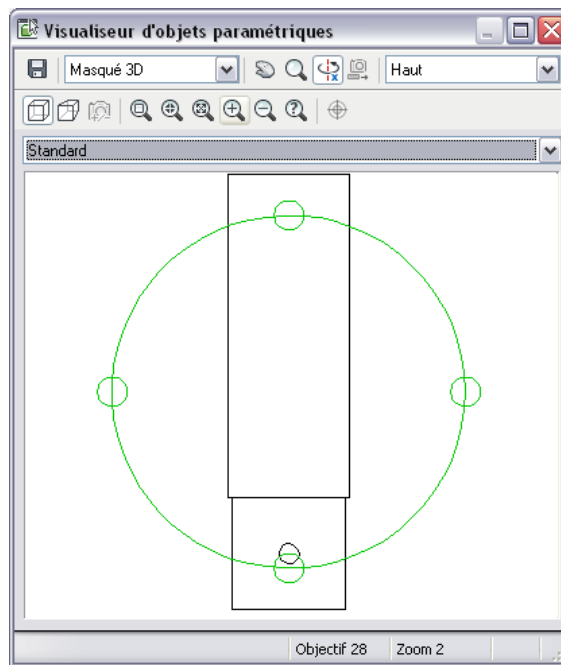 Visualiseur d'objets paramétriques
Masqué 3D Haut
Standard
Objectif 28 Zoom 2